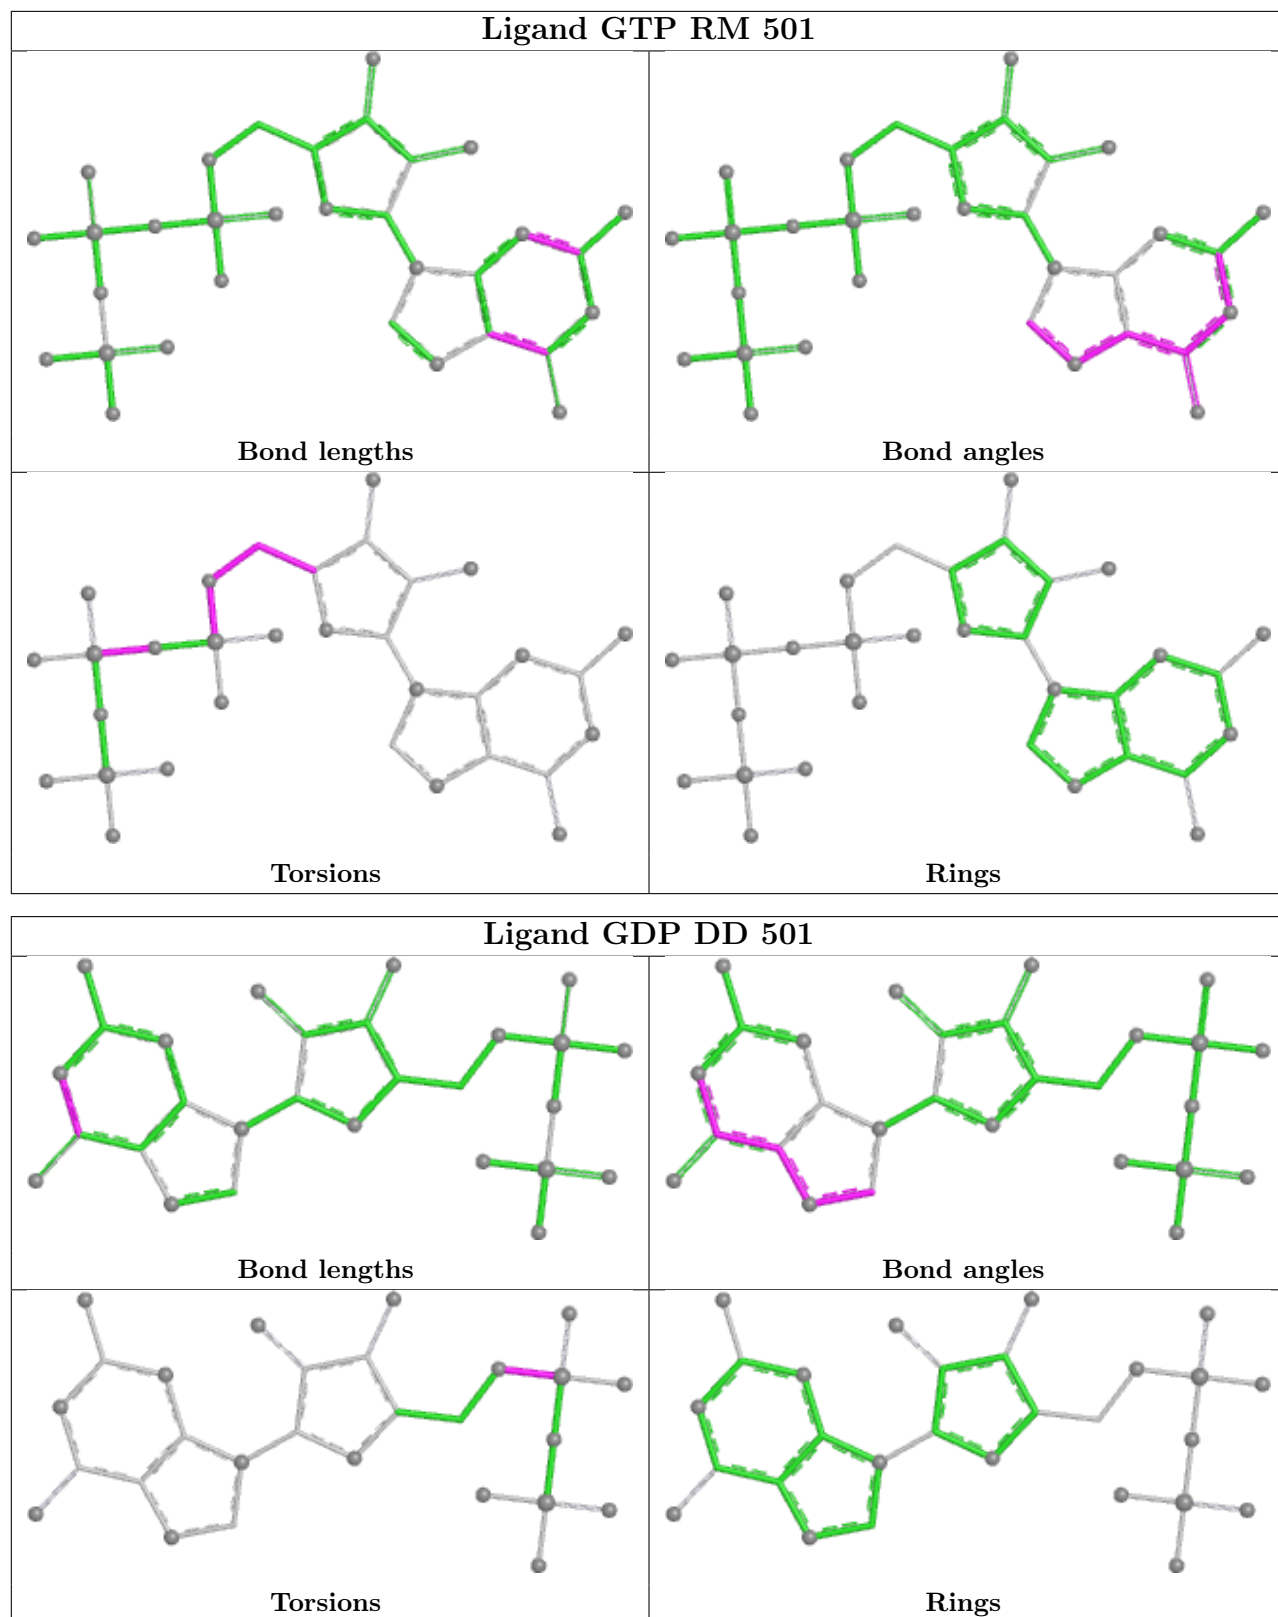 Ligand GTP RM 501
Bond lengths
Bond angles
Torsions
Rings
Ligand GDP DD 501
Bond lengths
Bond angles
Torsions
Rings